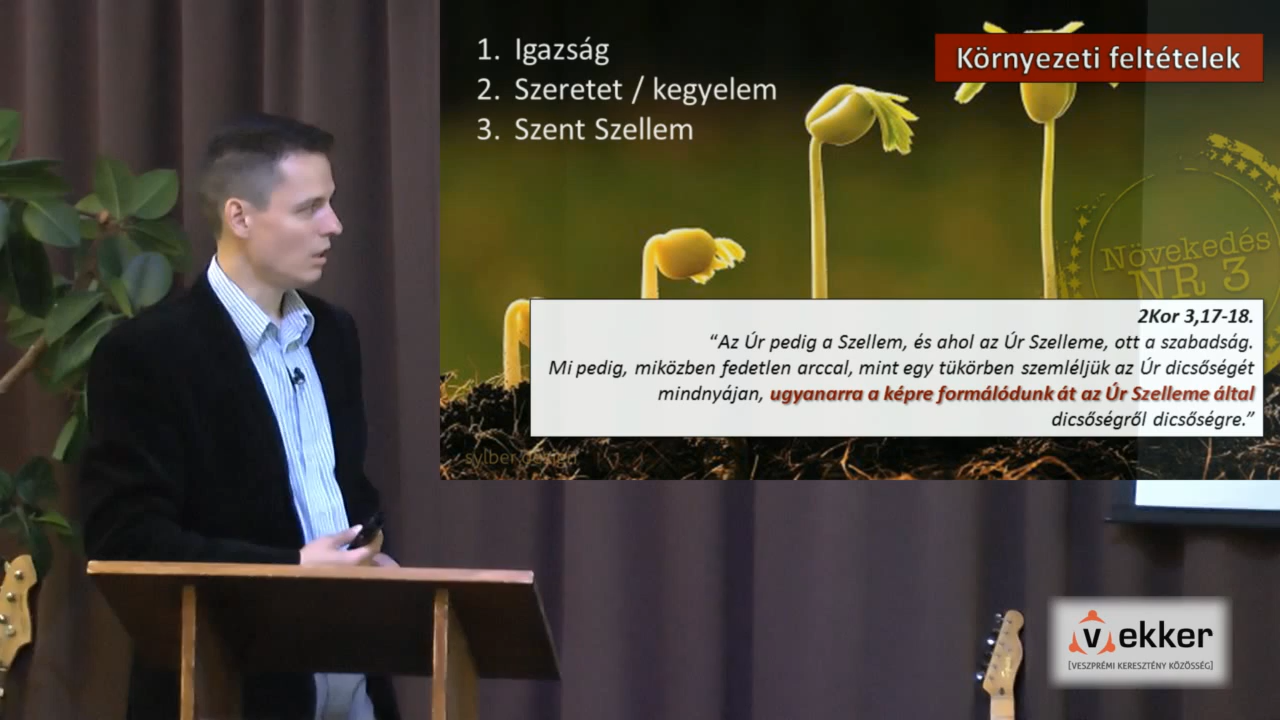 1. Igazság
2. Szeretet / kegyelem
3. Szent Szellem
Környezeti feltételek
Növekedés
NR 3
2Kor 3,17-18.
“Az Úr pedig a Szellem, és ahol az Úr Szelleme, ott a szabadság.
Mi pedig, miközben fedetlen arccal, mint egy tükörben szemléljük az Úr dicsőségét
mindnyájan, ugyanarra a képre formálódunk át az Úr Szelleme által
dicsőségről dicsőségre.”
vekker
[VESZPRÉMI KERESZTÉNY KÖZÖSSÉG]